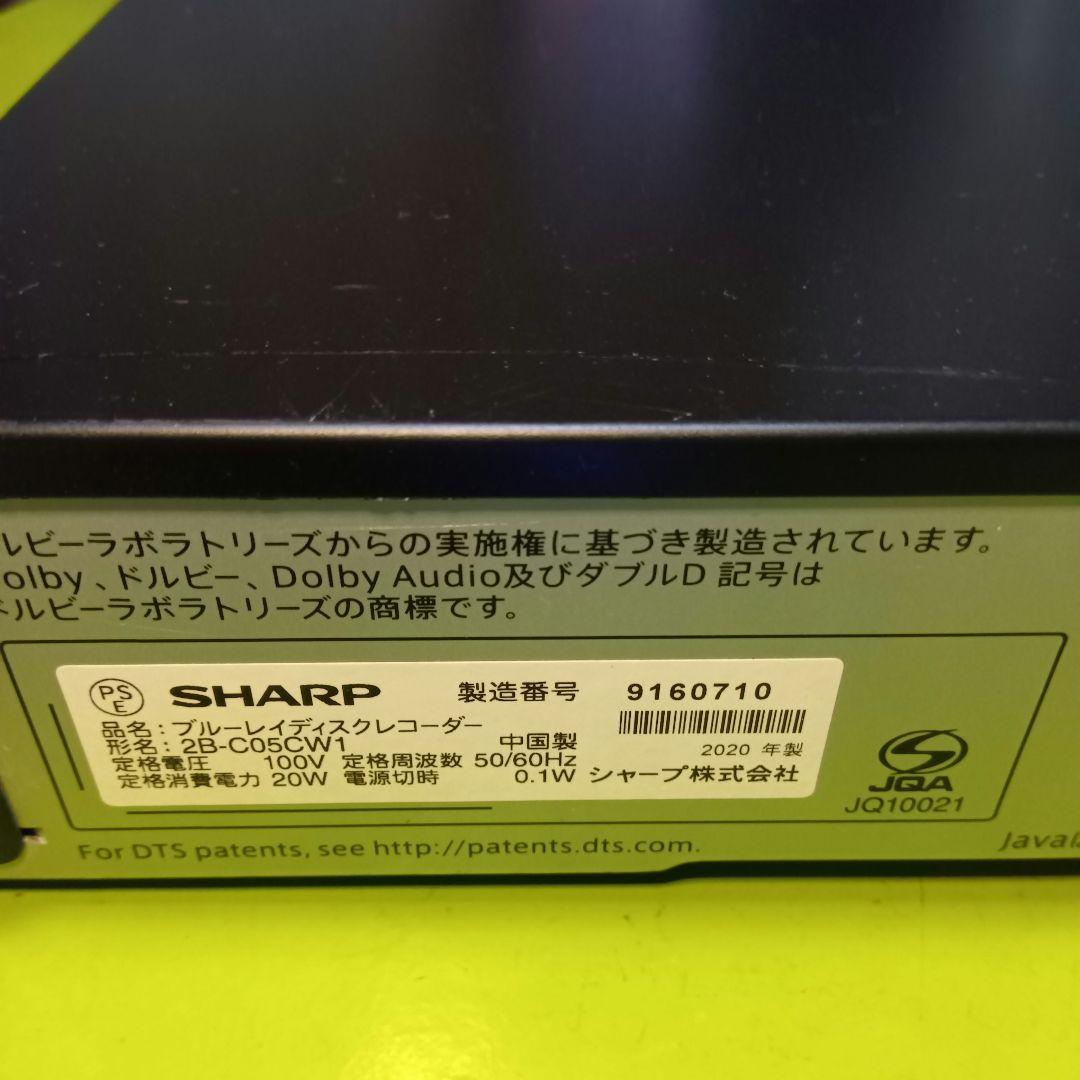 ルビーラボラトリーズからの実施権に基づき製造されています。
Dolby、ドルビー、Dolby Audio及びダブルD記号は
ドルビーラボラトリーズの商標です。
PSE SHARP 製造番号 9160710
品名:ブルーレイディスクレコーダー
形名:2B-C05CW1 中国製 2020 年製
定格電圧 100V 定格周波数 50/60Hz
定格消費電力 20W 電源切時 0.1W シャープ株式会社
JQA
JQ10021
For DTS patents, see http://patents.dts.com.